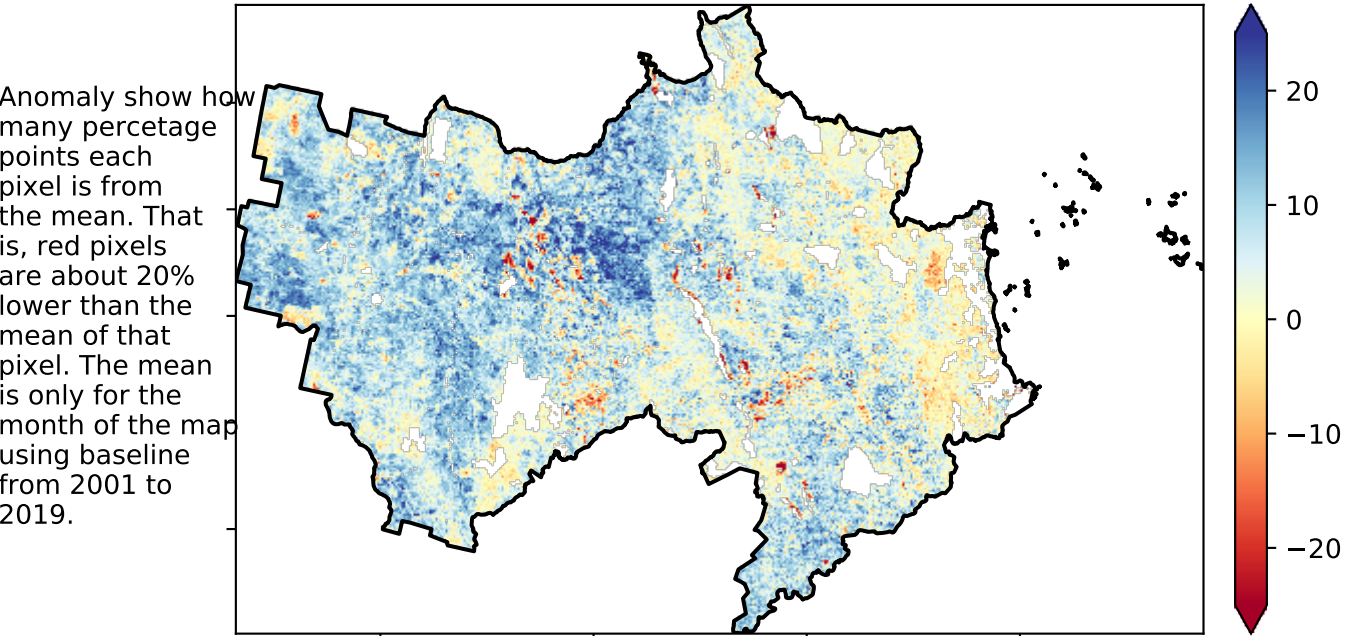 Anomaly show how
many percetage
points each
pixel is from
the mean. That
is, red pixels
are about 20%
lower than the
mean of that
pixel. The mean
is only for the
month of the map
using baseline
from 2001 to
2019.
20
10
0
−10
−20